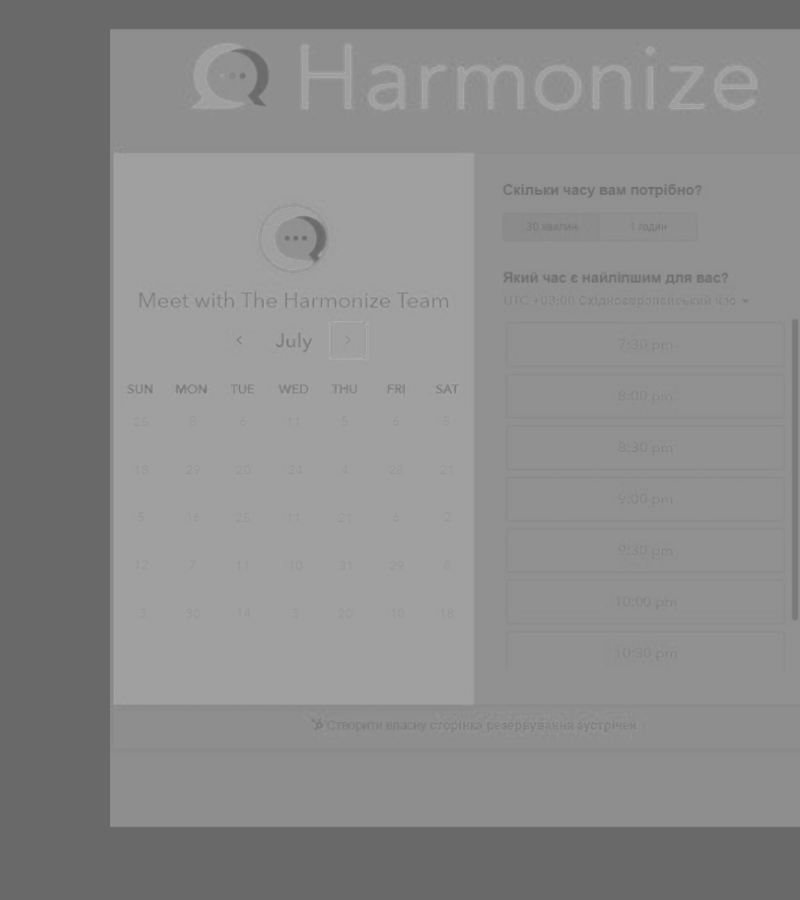 Harmonize
Meet with The Harmonize Team
July
SUN MON TUE WED THU FRI SAT
25 8 6 11 5 6 5
18 29 20 24 4 28 21
5 16 25 11 21 6 2
12 7 11 10 31 29 8
3 30 14 3 20 10 18
Скільки часу вам потрібно?
30 хвилин 1 годин
Який час є найліпшим для вас?
UTC +03:00 Східноєвропейський час
7:30 pm
8:00 pm
8:30 pm
9:00 pm
9:30 pm
10:00 pm
10:30 pm
Створити власну сторінка резервування зустрічей